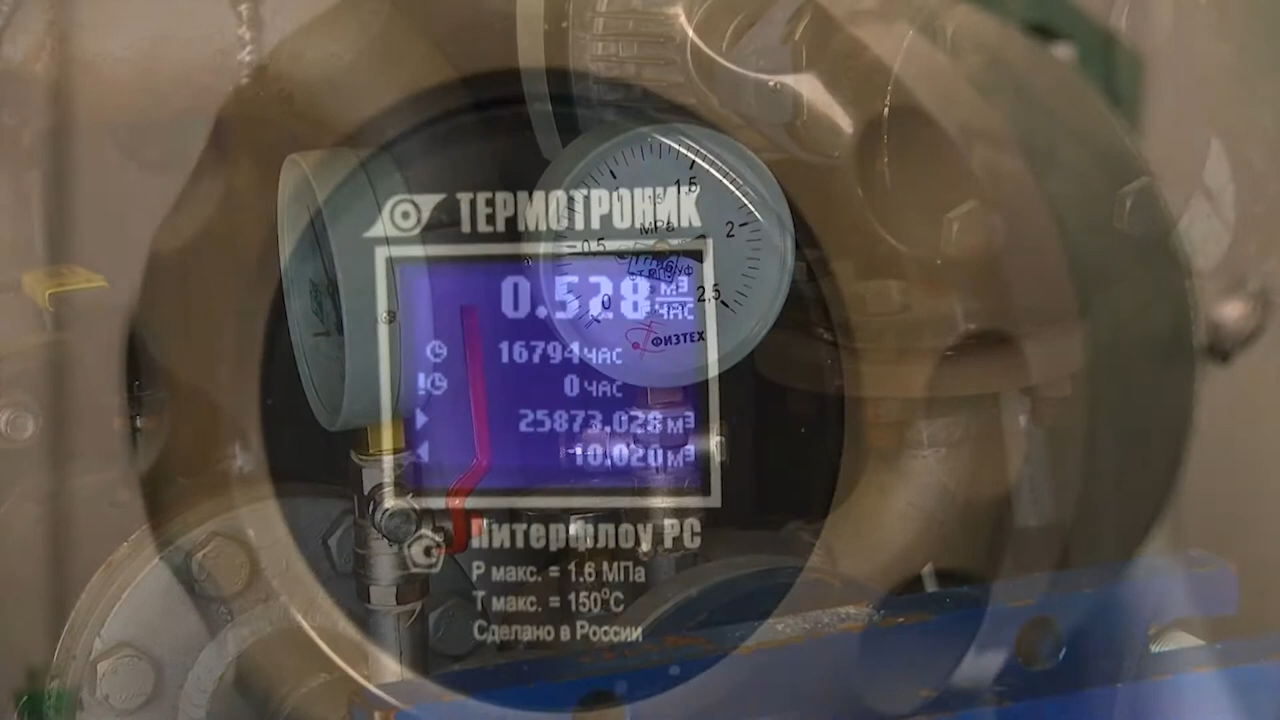 ТЕРМОТРОНИК
1,5
MPa
2
0,5
0
2,5
ФИЗТЕХ
0.528 м³/ЧАС
16794 ЧАС
0 ЧАС
25873,028 м³
10,020 м³
Питерфлоу РС
Р макс. = 1.6 МПа
Т макс. = 150°С
Сделано в России